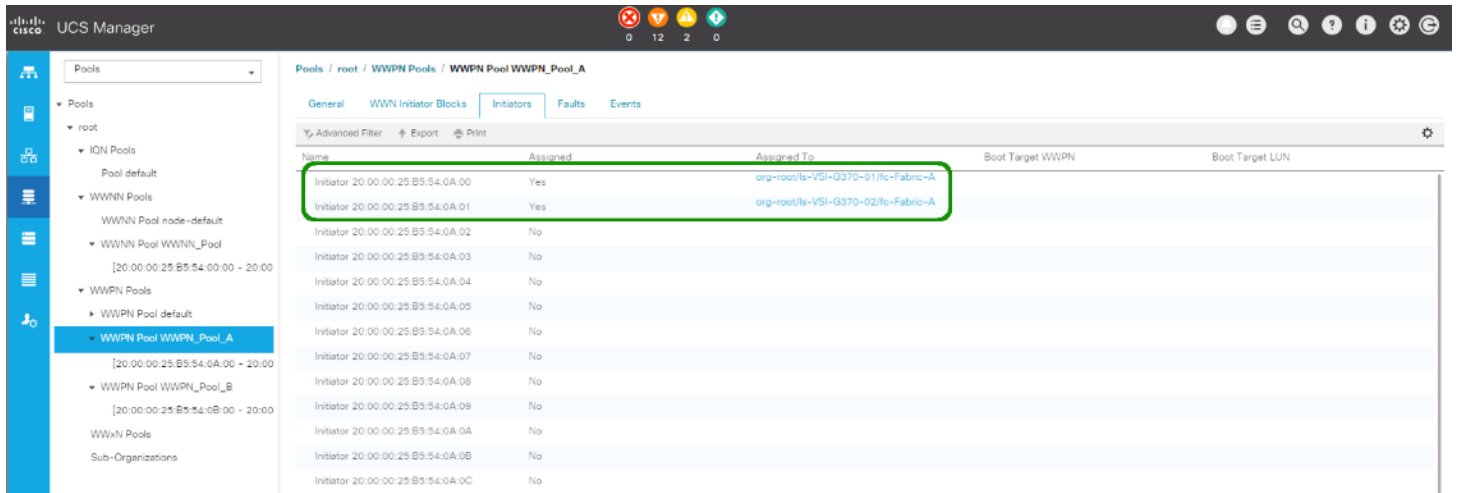 cisco UCS Manager
0 12 2 0
Pools
Pools / root / WWPN Pools / WWPN Pool WWPN_Pool_A
General WWN Initiator Blocks Initiators Faults Events
Advanced Filter Export Print
Pools
root
IQN Pools
Pool default
WWNN Pools
WWNN Pool node-default
WWNN Pool WWNN_Pool
[20:00:00:25:B5:54:00:00 - 20:00
WWPN Pools
WWPN Pool default
WWPN Pool WWPN_Pool_A
[20:00:00:25:B5:54:0A:00 - 20:00
WWPN Pool WWPN_Pool_B
[20:00:00:25:B5:54:0B:00 - 20:00
WWxN Pools
Sub-Organizations
Name Assigned Assigned To Boot Target WWPN Boot Target LUN
Initiator 20:00:00:25:B5:54:0A:00 Yes org-root/ls-VSI-G370-01/fc-Fabric-A
Initiator 20:00:00:25:B5:54:0A:01 Yes org-root/ls-VSI-G370-02/fc-Fabric-A
Initiator 20:00:00:25:B5:54:0A:02 No
Initiator 20:00:00:25:B5:54:0A:03 No
Initiator 20:00:00:25:B5:54:0A:04 No
Initiator 20:00:00:25:B5:54:0A:05 No
Initiator 20:00:00:25:B5:54:0A:06 No
Initiator 20:00:00:25:B5:54:0A:07 No
Initiator 20:00:00:25:B5:54:0A:08 No
Initiator 20:00:00:25:B5:54:0A:09 No
Initiator 20:00:00:25:B5:54:0A:0A No
Initiator 20:00:00:25:B5:54:0A:0B No
Initiator 20:00:00:25:B5:54:0A:0C No